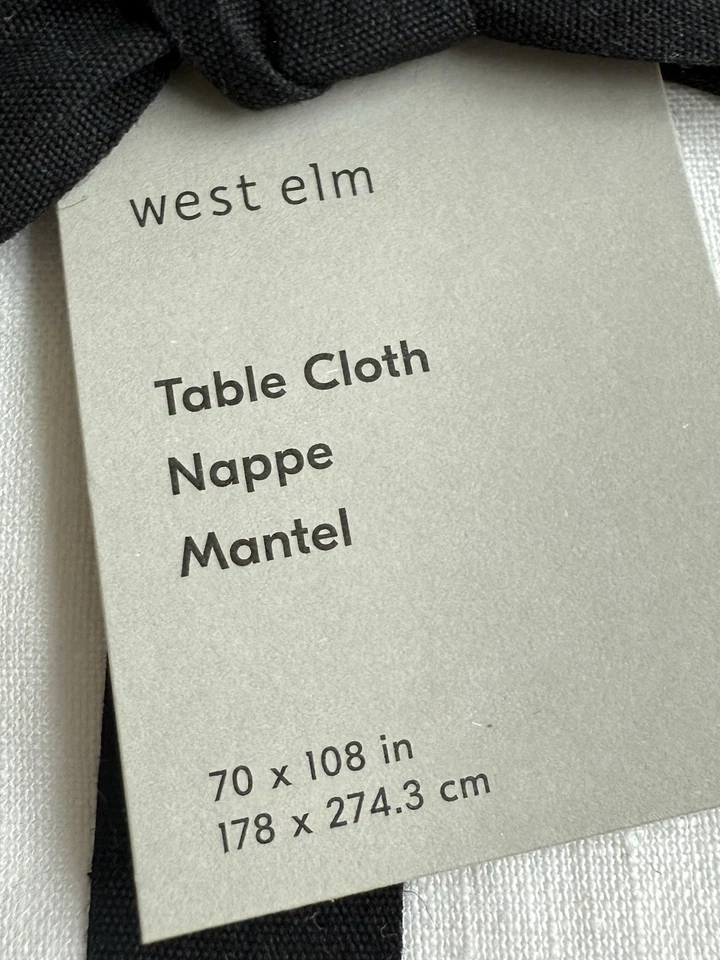 west elm
Table Cloth
Nappe
Mantel
70 x 108 in
178 x 274.3 cm